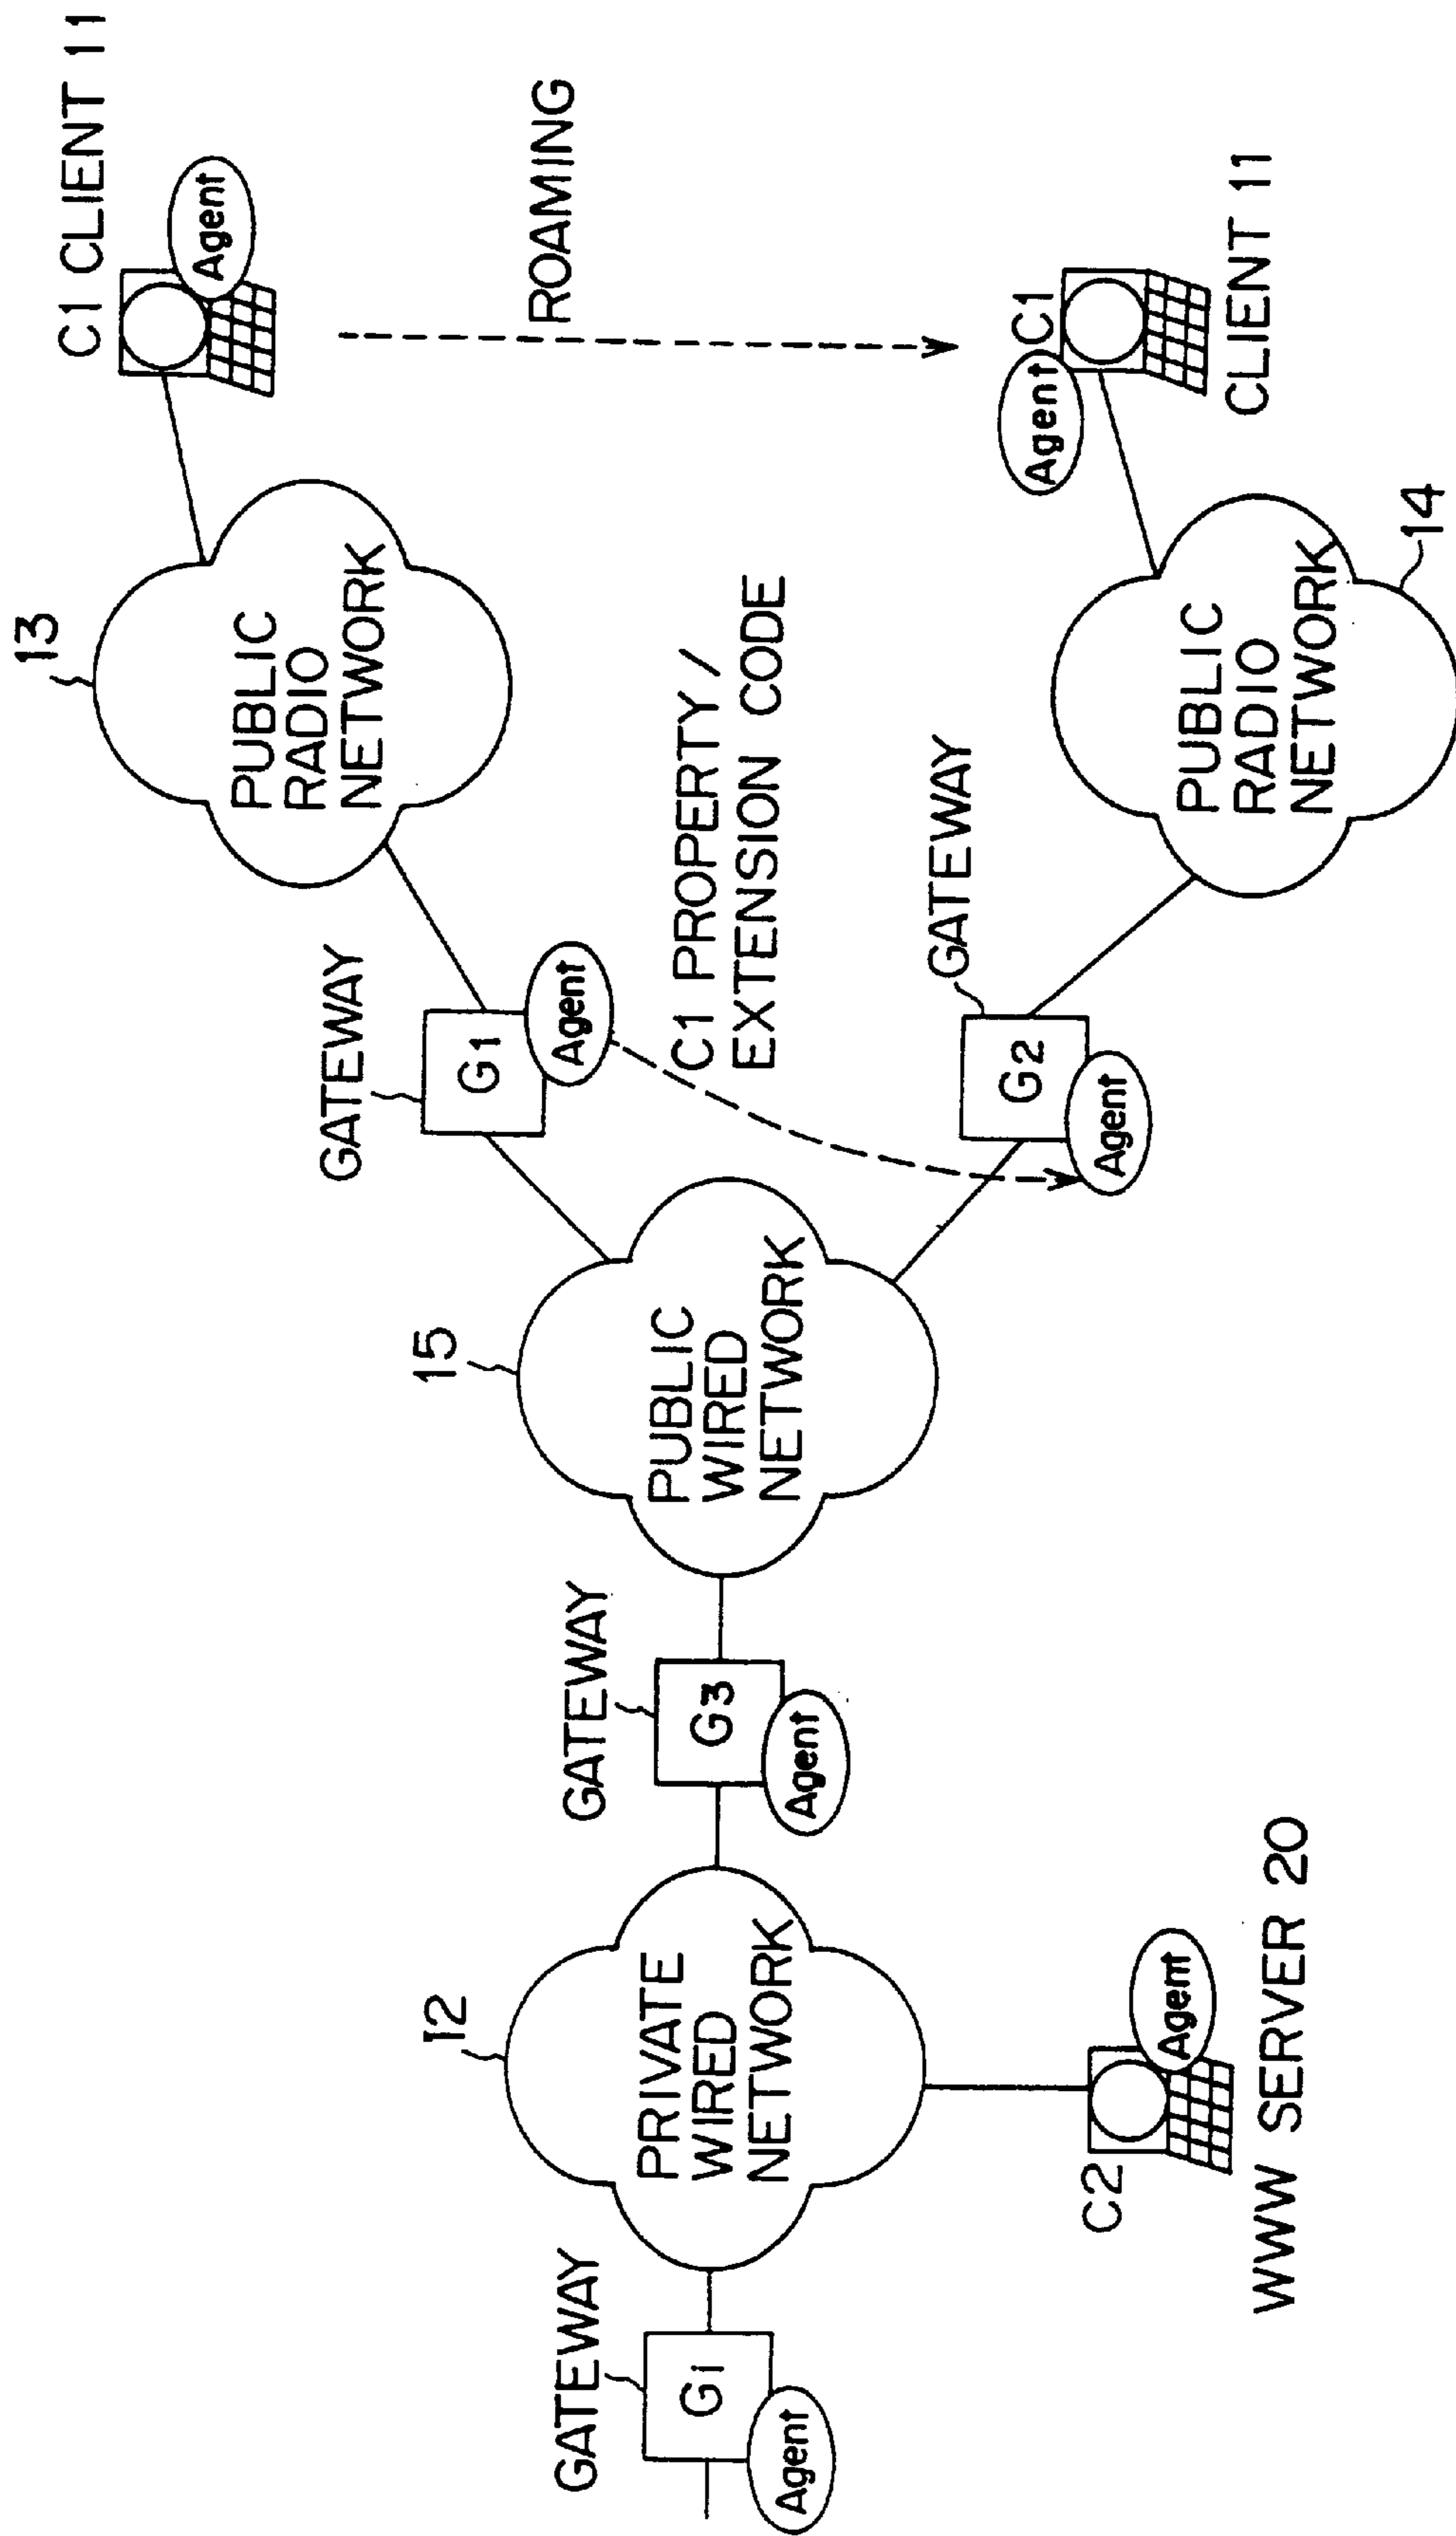 C1 CLIENT 11
Agent
13
PUBLIC
RADIO
NETWORK
ROAMING
GATEWAY
G1
Agent
C1 PROPERTY /
EXTENSION CODE
15
PUBLIC
WIRED
NETWORK
GATEWAY
G2
Agent
Agent
C1
CLIENT 11
PUBLIC
RADIO
NETWORK
14
GATEWAY
G3
Agent
12
PRIVATE
WIRED
NETWORK
GATEWAY
Gi
Agent
C2
Agent
WWW SERVER 20